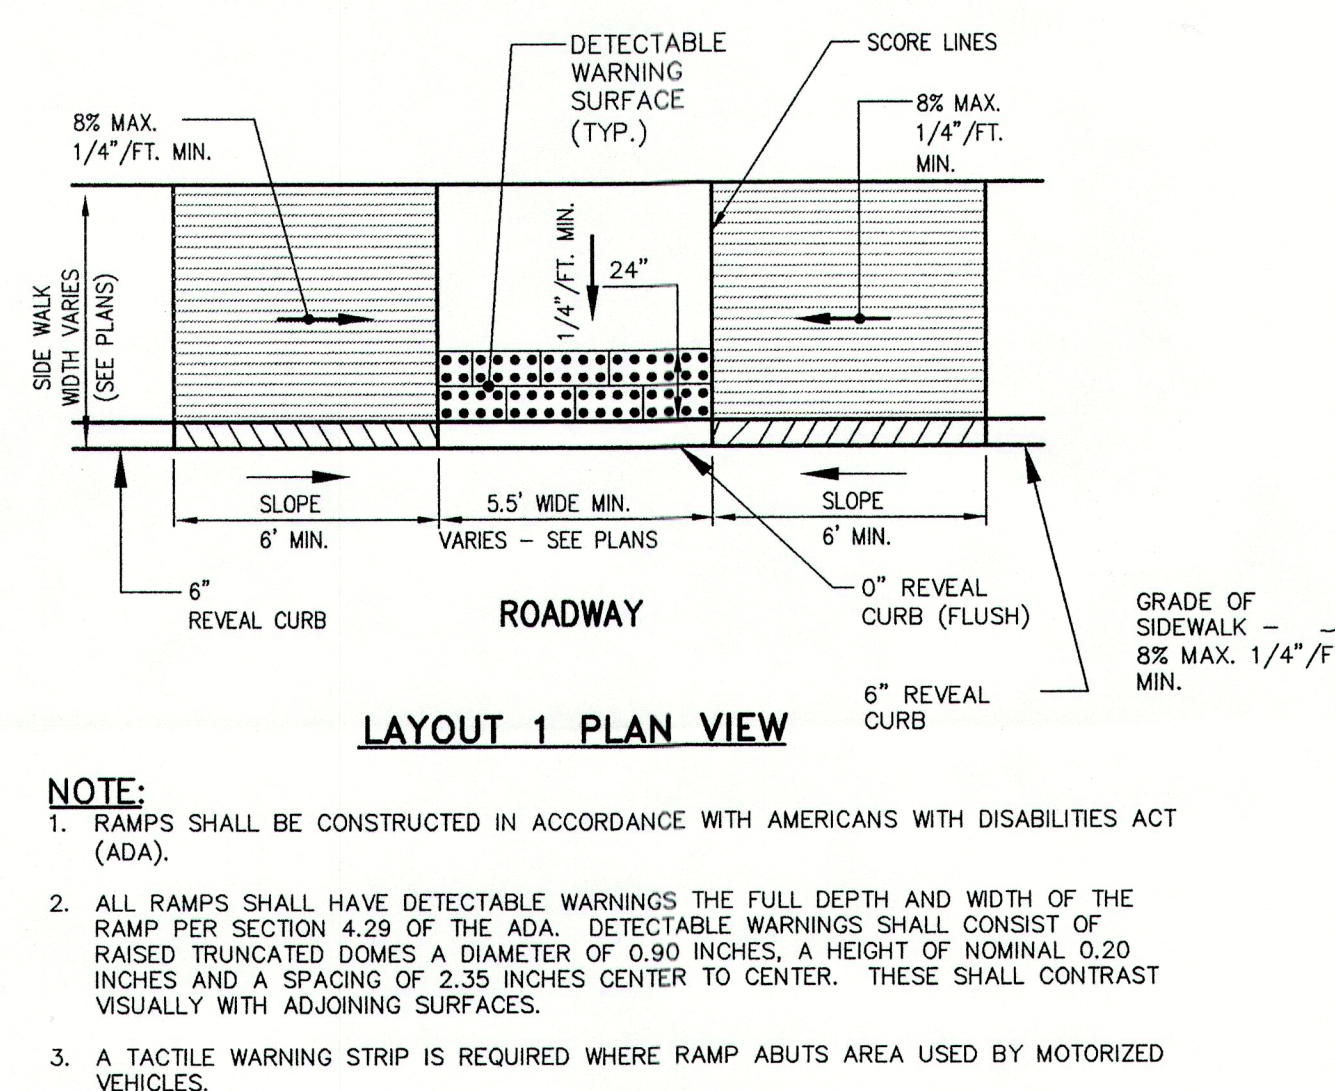 DETECTABLE
WARNING
SURFACE
(TYP.)
SCORE LINES
8% MAX.
1/4"/FT. MIN.
8% MAX.
1/4"/FT.
MIN.
SIDE WALK
WIDTH VARIES
(SEE PLANS)
1/4"/FT. MIN.
24"
SLOPE
6' MIN.
5.5' WIDE MIN.
VARIES – SEE PLANS
SLOPE
6' MIN.
6"
REVEAL CURB
ROADWAY
0" REVEAL
CURB (FLUSH)
6" REVEAL
CURB
GRADE OF
SIDEWALK –
8% MAX. 1/4"/F
MIN.
LAYOUT 1 PLAN VIEW
NOTE:
1. RAMPS SHALL BE CONSTRUCTED IN ACCORDANCE WITH AMERICANS WITH DISABILITIES ACT
(ADA).
2. ALL RAMPS SHALL HAVE DETECTABLE WARNINGS THE FULL DEPTH AND WIDTH OF THE
RAMP PER SECTION 4.29 OF THE ADA. DETECTABLE WARNINGS SHALL CONSIST OF
RAISED TRUNCATED DOMES A DIAMETER OF 0.90 INCHES, A HEIGHT OF NOMINAL 0.20
INCHES AND A SPACING OF 2.35 INCHES CENTER TO CENTER. THESE SHALL CONTRAST
VISUALLY WITH ADJOINING SURFACES.
3. A TACTILE WARNING STRIP IS REQUIRED WHERE RAMP ABUTS AREA USED BY MOTORIZED
VEHICLES.